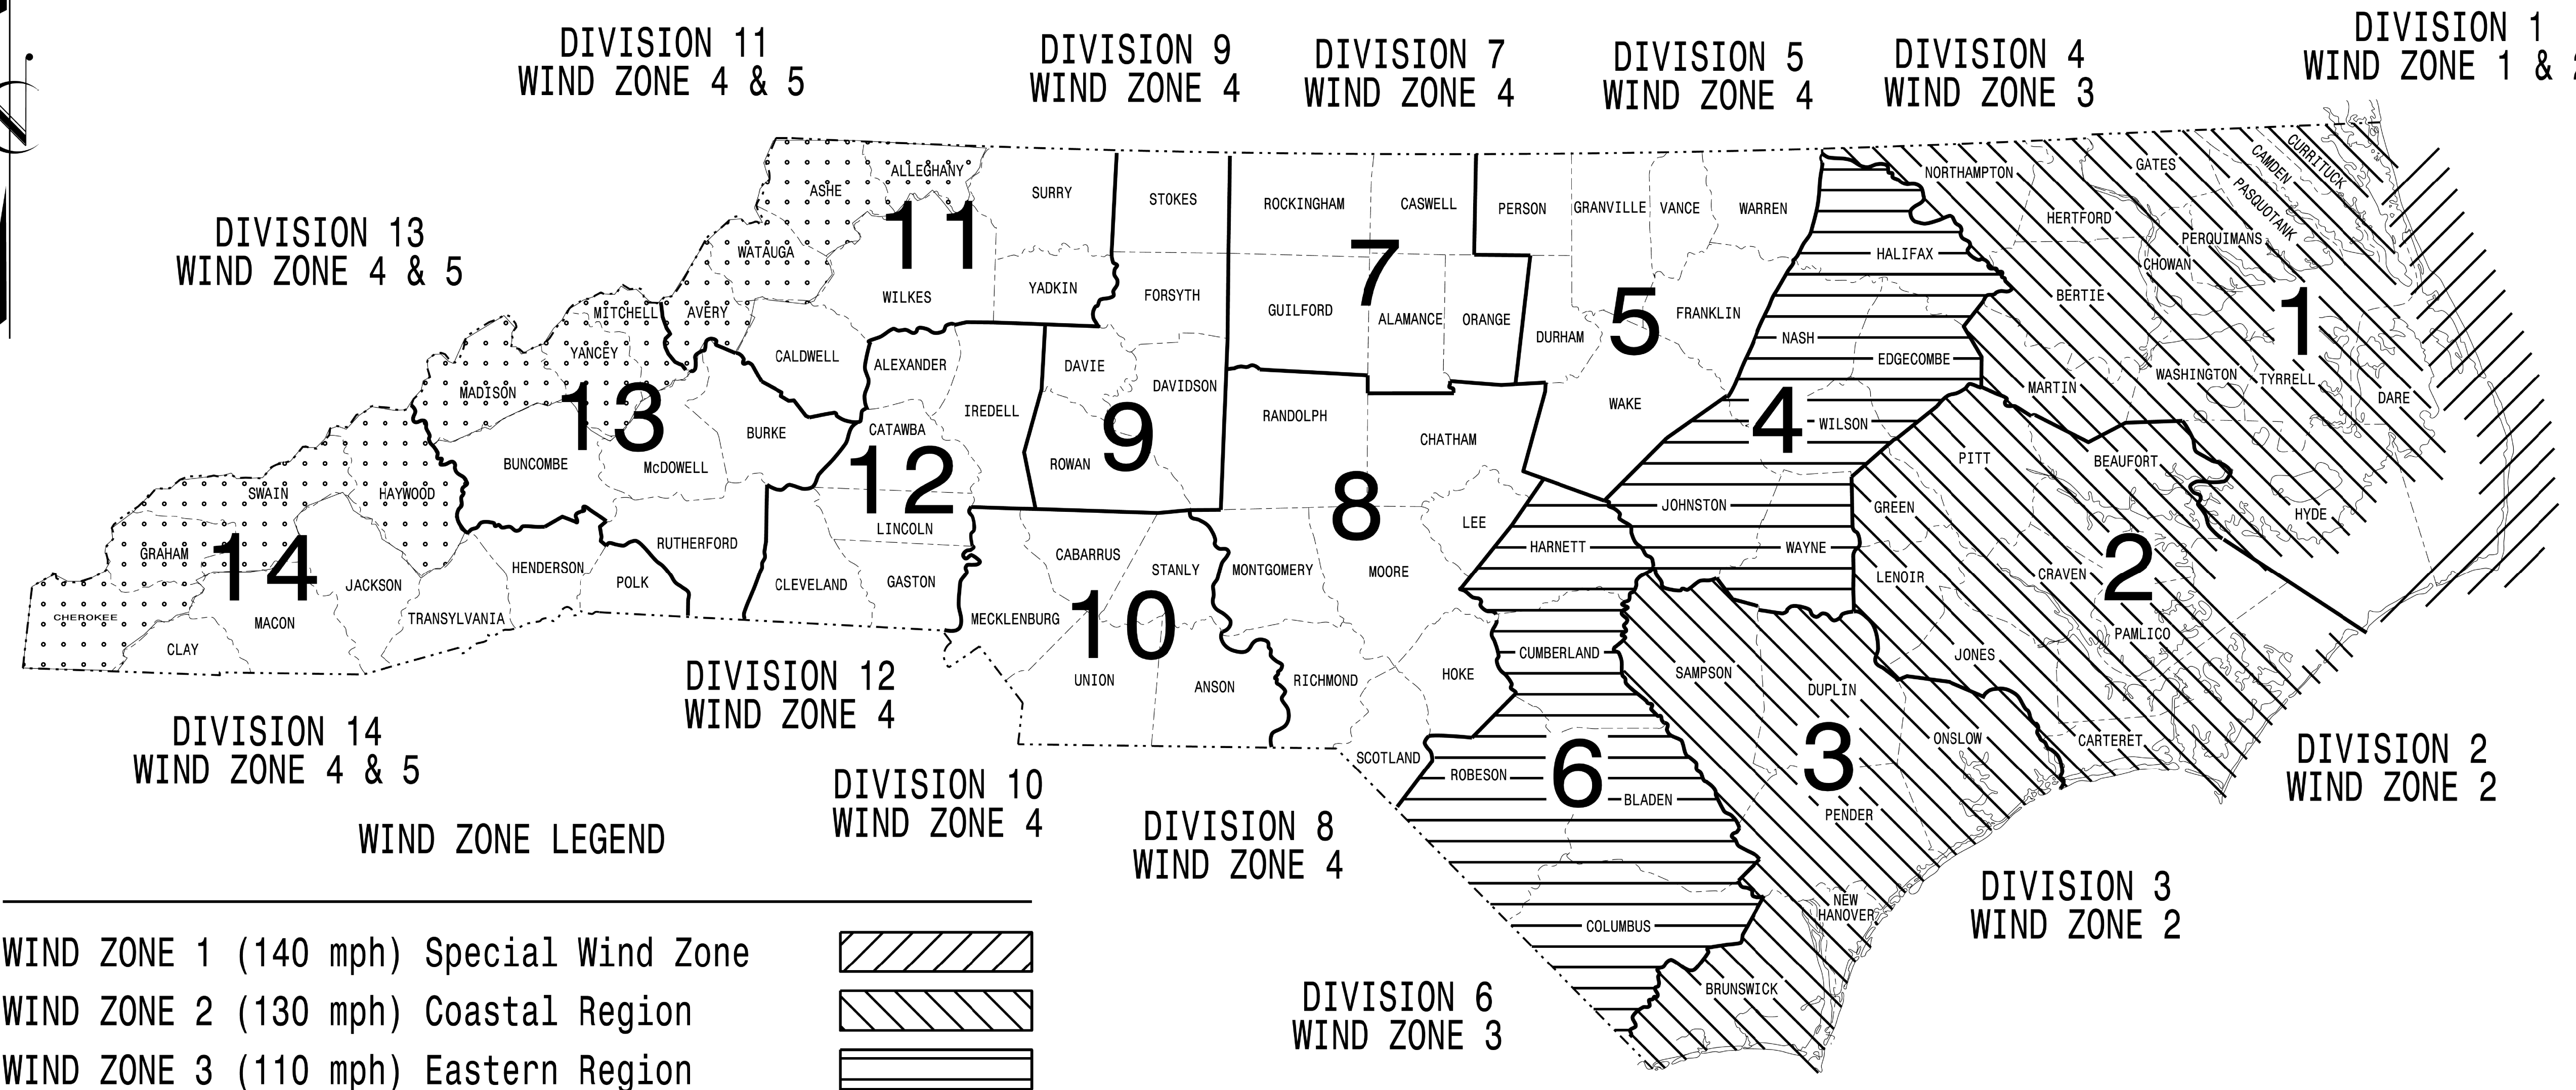 DIVISION 11
WIND ZONE 4 & 5
DIVISION 9
WIND ZONE 4
DIVISION 7
WIND ZONE 4
DIVISION 5
WIND ZONE 4
DIVISION 4
WIND ZONE 3
DIVISION 1
WIND ZONE 1 & 2
DIVISION 13
WIND ZONE 4 & 5
ASHE
ALLEGHANY
WATAUGA
11
WILKES
SURRY
YADKIN
MITCHELL
AVERY
CALDWELL
YANCEY
MADISON
13
BUNCOMBE
McDOWELL
BURKE
RUTHERFORD
SWAIN
HAYWOOD
GRAHAM
14
CHEROKEE
CLAY
MACON
JACKSON
TRANSYLVANIA
HENDERSON
POLK
ALEXANDER
IREDELL
CATAWBA
12
LINCOLN
CLEVELAND
GASTON
STOKES
FORSYTH
DAVIE
DAVIDSON
9
ROWAN
CABARRUS
STANLY
MECKLENBURG
10
UNION
ANSON
ROCKINGHAM
CASWELL
7
GUILFORD
ALAMANCE
ORANGE
RANDOLPH
CHATHAM
8
LEE
MONTGOMERY
MOORE
RICHMOND
HOKE
SCOTLAND
PERSON
GRANVILLE
VANCE
WARREN
5
FRANKLIN
DURHAM
WAKE
HALIFAX
NASH
EDGECOMBE
4
WILSON
JOHNSTON
WAYNE
HARNETT
CUMBERLAND
6
ROBESON
BLADEN
COLUMBUS
NORTHAMPTON
GATES
CAMDEN
CURRITUCK
PASQUOTANK
HERTFORD
PERQUIMANS
CHOWAN
BERTIE
1
MARTIN
WASHINGTON
TYRRELL
DARE
HYDE
PITT
BEAUFORT
GREEN
LENOIR
CRAVEN
2
PAMLICO
JONES
CARTERET
SAMPSON
DUPLIN
3
ONSLOW
PENDER
NEW
HANOVER
BRUNSWICK
DIVISION 14
WIND ZONE 4 & 5
DIVISION 12
WIND ZONE 4
DIVISION 10
WIND ZONE 4
DIVISION 8
WIND ZONE 4
DIVISION 6
WIND ZONE 3
DIVISION 3
WIND ZONE 2
DIVISION 2
WIND ZONE 2
WIND ZONE LEGEND
WIND ZONE 1 (140 mph) Special Wind Zone
WIND ZONE 2 (130 mph) Coastal Region
WIND ZONE 3 (110 mph) Eastern Region